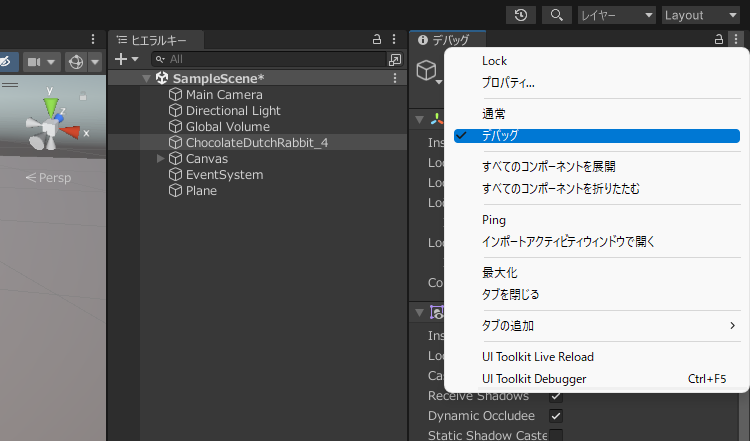 レイヤー
Layout
ヒエラルキー
デバッグ
All
SampleScene*
Main Camera
Directional Light
Global Volume
ChocolateDutchRabbit_4
Canvas
EventSystem
Plane
y
z
x
Persp
Lock
プロパティ...
通常
デバッグ
すべてのコンポーネントを展開
すべてのコンポーネントを折りたたむ
Ping
インポートアクティビティウィンドウで開く
最大化
タブを閉じる
タブの追加
UI Toolkit Live Reload
UI Toolkit Debugger Ctrl+F5
Ins
Loc
Loc
Loc
Loc
Co
Ins
Loc
Cas
Receive Shadows
Dynamic Occludee
Static Shadow Caste